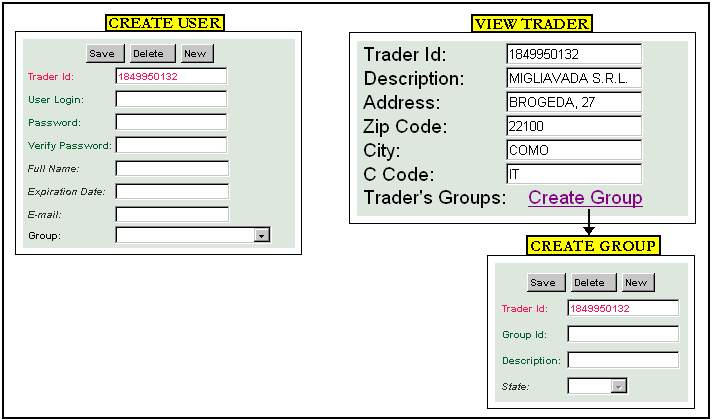 CREATE USER
Save Delete New
Trader Id: 1849950132
User Login:
Password:
Verify Password:
Full Name:
Expiration Date:
E-mail:
Group:
VIEW TRADER
Trader Id: 1849950132
Description: MIGLIAVADA S.R.L.
Address: BROGEDA, 27
Zip Code: 22100
City: COMO
C Code: IT
Trader's Groups: Create Group
CREATE GROUP
Save Delete New
Trader Id: 1849950132
Group Id:
Description:
State: